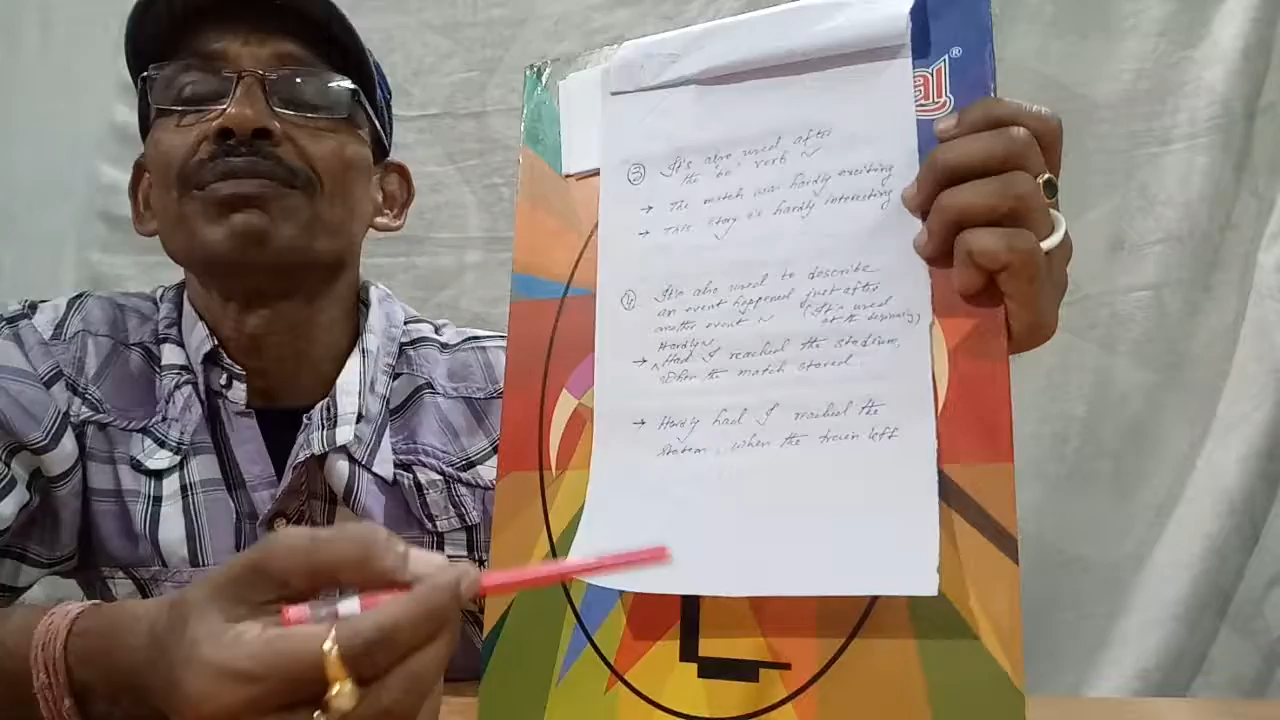 al ®
③ It's also used after
the "be" verb ~
→ The match was hardly exciting
→ This story is hardly interesting
④ It's also used to describe
an event happened just after
another event ~ (It's used
at the beginning)
Hardly
→ Had I reached the stadium,
When the match stared.
→ Hardly had I reached the
station, when the train left